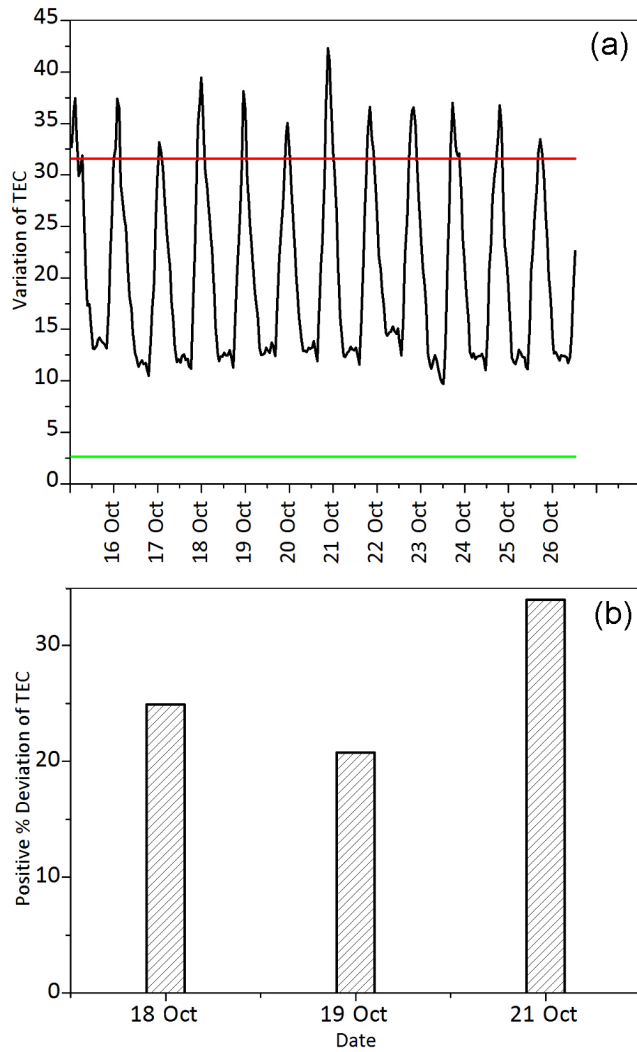 (a)
Variation of TEC
45
40
35
30
25
20
15
10
5
0
16 Oct
17 Oct
18 Oct
19 Oct
20 Oct
21 Oct
22 Oct
23 Oct
24 Oct
25 Oct
26 Oct
(b)
Positive % Deviation of TEC
30
20
10
0
18 Oct
19 Oct
21 Oct
Date